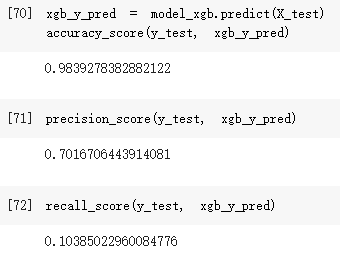 [70] xgb_y_pred = model_xgb.predict(X_test)
accuracy_score(y_test, xgb_y_pred)
0.9839278382882122
[71] precision_score(y_test, xgb_y_pred)
0.7016706443914081
[72] recall_score(y_test, xgb_y_pred)
0.10385022960084776